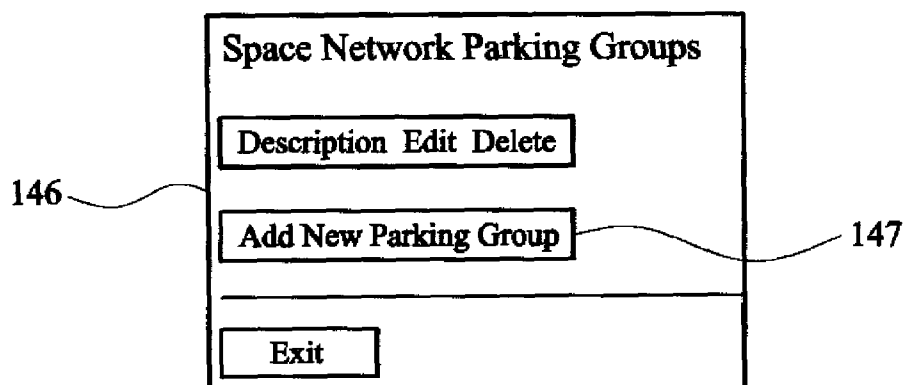 Space Network Parking Groups
Description Edit Delete
146
Add New Parking Group
147
Exit